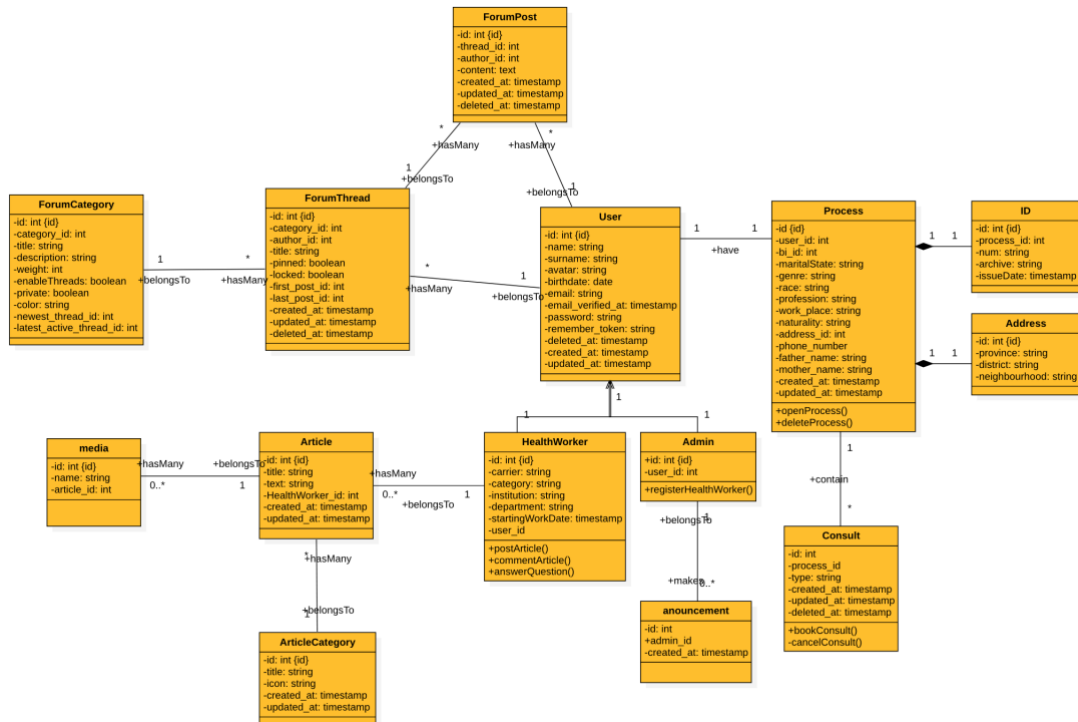 ForumPost
-id: int {id}
-thread_id: int
-author_id: int
-content: text
-created_at: timestamp
-updated_at: timestamp
-deleted_at: timestamp
*
+hasMany
1
+belongsTo
*
+hasMany
+belongsTo
1
ForumCategory
-id: int {id}
-category_id: int
-title: string
-description: string
-weight: int
-enableThreads: boolean
-private: boolean
-color: string
-newest_thread_id: int
-latest_active_thread_id: int
1
+belongsTo
*
+hasMany
ForumThread
-id: int {id}
-category_id: int
-author_id: int
-title: string
-pinned: boolean
-locked: boolean
-first_post_id: int
-last_post_id: int
-created_at: timestamp
-updated_at: timestamp
-deleted_at: timestamp
*
+hasMany
1
+belongsTo
User
-id: int {id}
-name: string
-surname: string
-avatar: string
-birthdate: date
-email: string
-email_verified_at: timestamp
-password: string
-remember_token: string
-deleted_at: timestamp
-created_at: timestamp
-updated_at: timestamp
1
1
+have
Process
-id {id}
-user_id: int
-bi_id: int
-maritalState: string
-genre: string
-race: string
-profession: string
-work_place: string
-naturality: string
-address_id: int
-phone_number
-father_name: string
-mother_name: string
-created_at: timestamp
-updated_at: timestamp
+openProcess()
+deleteProcess()
1
1
ID
-id: int {id}
-process_id: int
-num: string
-archive: string
-issueDate: timestamp
1
1
Address
-id: int {id}
-province: string
-district: string
-neighbourhood: string
1
1
1
media
-id: int {id}
-name: string
-article_id: int
+hasMany
0..*
+belongsTo
1
Article
-id: int {id}
-title: string
-text: string
-HealthWorker_id: int
-created_at: timestamp
-updated_at: timestamp
+hasMany
0..*
1
+belongsTo
HealthWorker
-id: int {id}
-carrier: string
-category: string
-institution: string
-department: string
-startingWorkDate: timestamp
-user_id
+postArticle()
+commentArticle()
+answerQuestion()
Admin
+id: int {id}
-user_id: int
+registerHealthWorker()
1
+belongsTo
+makes
0..*
anouncement
-id: int
+admin_id
-created_at: timestamp
1
+contain
*
Consult
-id: int
-process_id
-type: string
-created_at: timestamp
-updated_at: timestamp
-deleted_at: timestamp
+bookConsult()
-cancelConsult()
*
+hasMany
+belongsTo
1
ArticleCategory
-id: int {id}
-title: string
-icon: string
-created_at: timestamp
-updated_at: timestamp